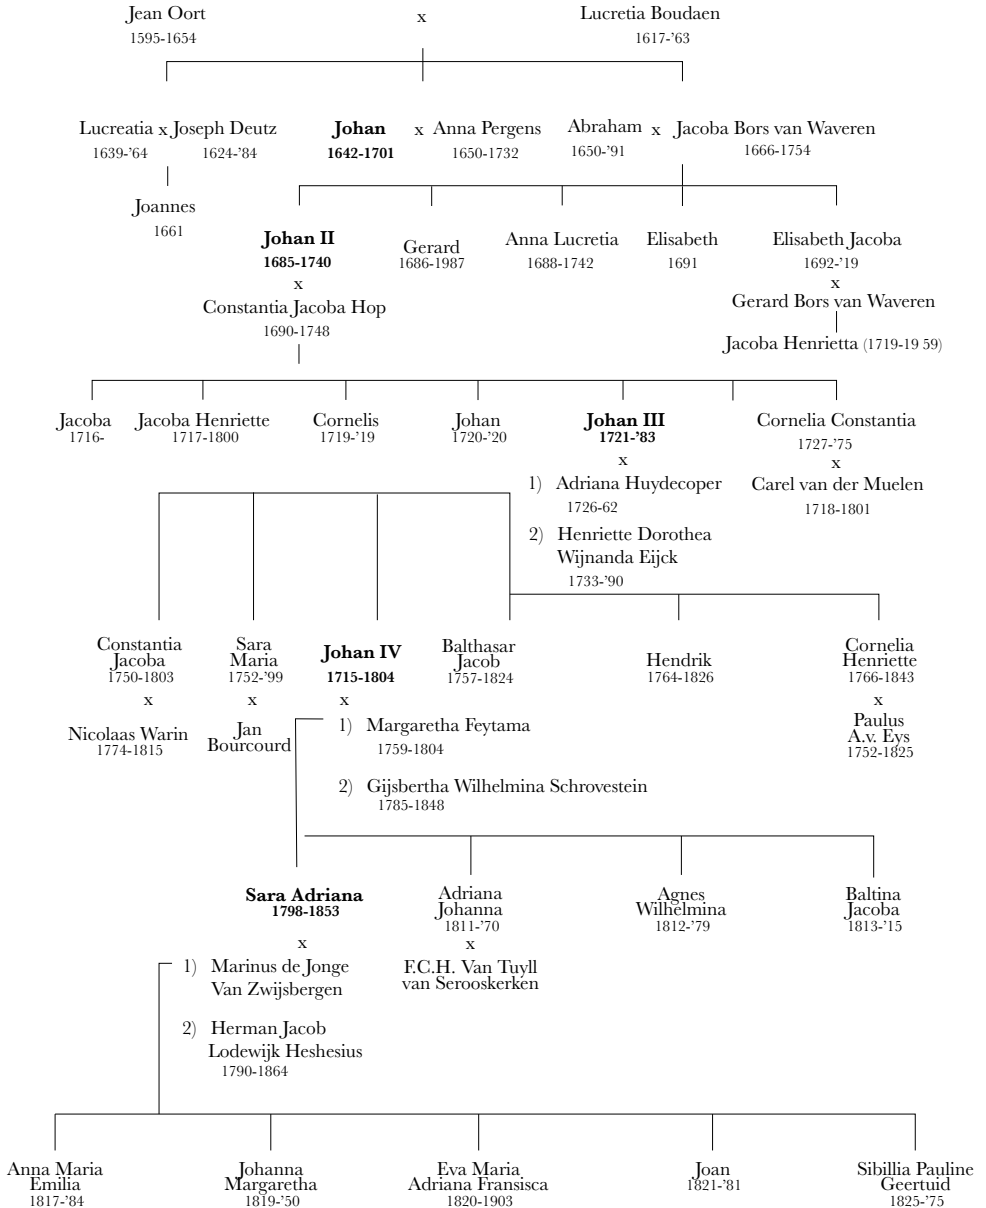 Jean Oort x Lucretia Boudaen
1595-1654 1617-’63
Lucreatia x Joseph Deutz Johan x Anna Pergens Abraham x Jacoba Bors van Waveren
1639-’64 1624-’84 1642-1701 1650-1732 1650-’91 1666-1754
Joannes
1661
Johan II Gerard Anna Lucretia Elisabeth Elisabeth Jacoba
1685-1740 1686-1987 1688-1742 1691 1692-’19
x x
Constantia Jacoba Hop Gerard Bors van Waveren
1690-1748
Jacoba Henrietta (1719-19 59)
Jacoba Jacoba Henriette Cornelis Johan Johan III Cornelia Constantia
1716- 1717-1800 1719-’19 1720-’20 1721-’83 1727-’75
x x
1) Adriana Huydecoper Carel van der Muelen
1726-62 1718-1801
2) Henriette Dorothea
Wijnanda Eijck
1733-’90
Constantia Sara Johan IV Balthasar Hendrik Cornelia
Jacoba Maria Jacob Henriette
1750-1803 1752-’99 1715-1804 1757-1824 1764-1826 1766-1843
x x x x
Nicolaas Warin Jan Paulus
1774-1815 Bourcourd A.v. Eys
1752-1825
1) Margaretha Feytama
1759-1804
2) Gijsbertha Wilhelmina Schrovestein
1785-1848
Sara Adriana Adriana Agnes Baltina
1798-1853 Johanna Wilhelmina Jacoba
1811-’70 1812-’79 1813-’15
x x
1) Marinus de Jonge F.C.H. Van Tuyll
Van Zwijsbergen van Serooskerken
2) Herman Jacob
Lodewijk Heshesius
1790-1864
Anna Maria Johanna Eva Maria Joan Sibillia Pauline
Emilia Margaretha Adriana Fransisca 1821-’81 Geertuid
1817-’84 1819-’50 1820-1903 1825-’75